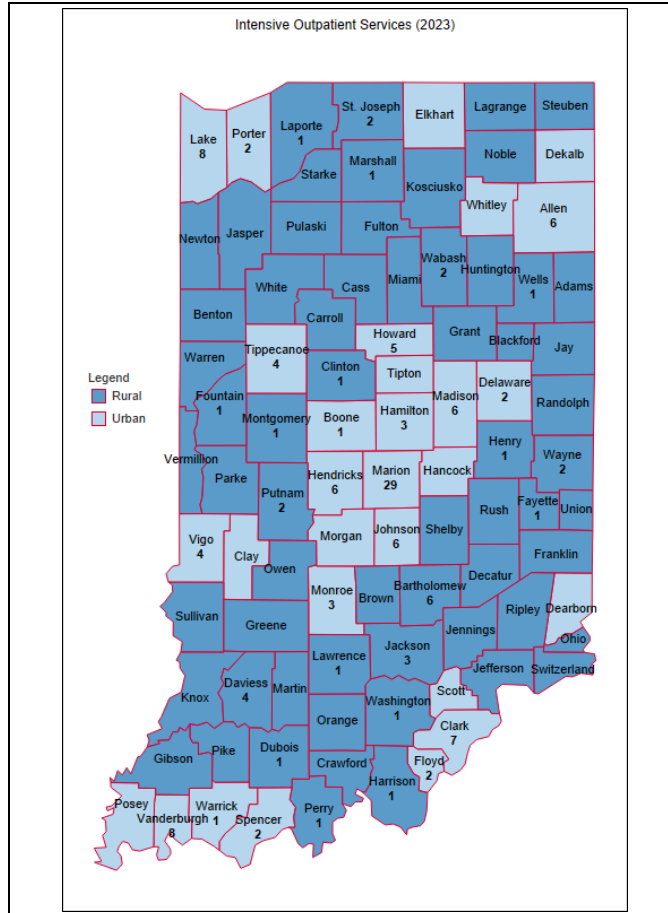 Intensive Outpatient Services (2023)
St. Joseph
2
Elkhart
Lagrange
Steuben
Lake
8
Porter
2
Laporte
1
Noble
Dekalb
Starke
Marshall
1
Kosciusko
Whitley
Allen
6
Newton
Jasper
Pulaski
Fulton
Wabash
2
Huntington
Wells
1
Adams
Miami
White
Cass
Benton
Carroll
Howard
5
Grant
Blackford
Jay
Warren
Tippecanoe
4
Clinton
1
Tipton
Madison
6
Delaware
2
Randolph
Legend
Rural
Urban
Fountain
1
Montgomery
1
Boone
1
Hamilton
3
Henry
1
Wayne
2
Vermillion
Parke
Putnam
2
Hendricks
6
Marion
29
Hancock
Fayette
1
Union
Rush
Vigo
4
Clay
Morgan
Johnson
6
Shelby
Franklin
Owen
Decatur
Monroe
3
Brown
Bartholomew
6
Ripley
Dearborn
Sullivan
Greene
Jennings
Ohio
Lawrence
1
Jackson
3
Jefferson
Switzerland
Knox
Daviess
4
Martin
Washington
1
Scott
Orange
Clark
7
Gibson
Pike
Dubois
1
Crawford
Floyd
2
Harrison
1
Posey
Vanderburgh
8
Warrick
1
Spencer
2
Perry
1